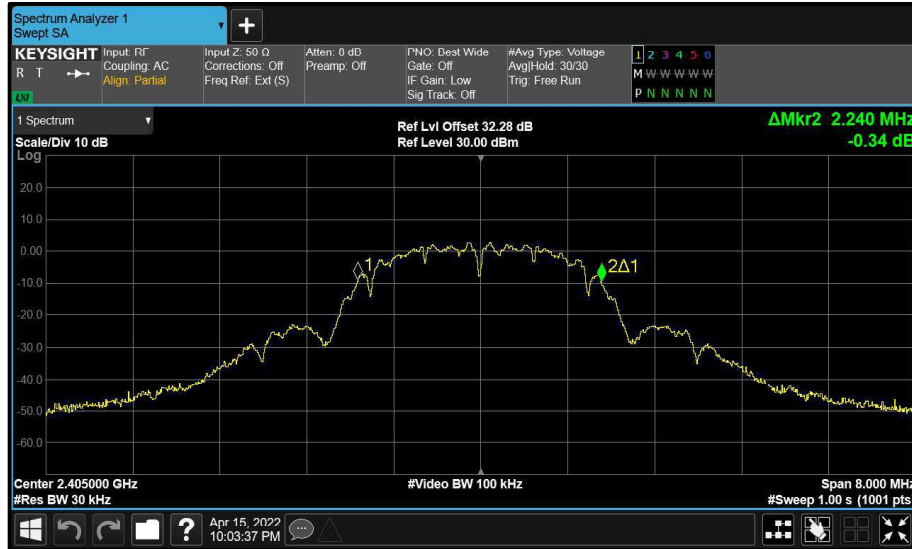 Spectrum Analyzer 1
Swept SA
+
KEYSIGHT Input: RF Input Z: 50 Ω Atten: 8 dB PNO: Best Wide #Avg Type: Voltage 1 2 3 4 5 6
R T Coupling: AC Corrections: Off Preamp: Off Gate: Off Avg|Hold: 30/30 M W W W W W
Align: Partial Freq Ref: Ext (S) IF Gain: Low Trig: Free Run
LXI Sig Track: Off P N N N N N
1 Spectrum Ref Lvl Offset 32.28 dB ΔMkr2 2.240 MHz
Scale/Div 10 dB Ref Level 30.00 dBm -0.34 dB
Log
20.0
10.0
0.00
1 2Δ1
-10.0
-20.0
-30.0
-40.0
-50.0
-60.0
Center 2.405000 GHz #Video BW 100 kHz Span 8.000 MHz
#Res BW 30 kHz #Sweep 1.00 s (1001 pts
? Apr 15, 2022
10:03:37 PM